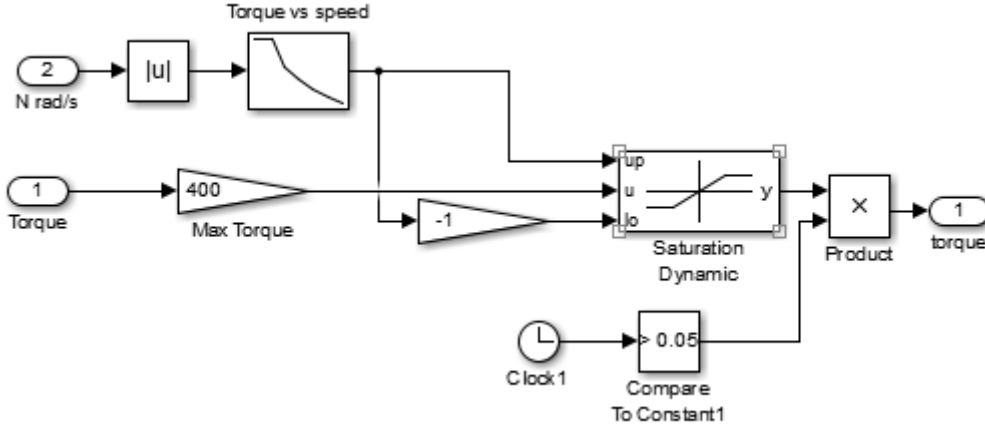 Torque vs speed
2
|u|
N rad/s
up
1
400
u
y
×
1
Torque
Max Torque
-1
lo
Product
torque
Saturation
Dynamic
> 0.05
Clock1
Compare
To Constant1